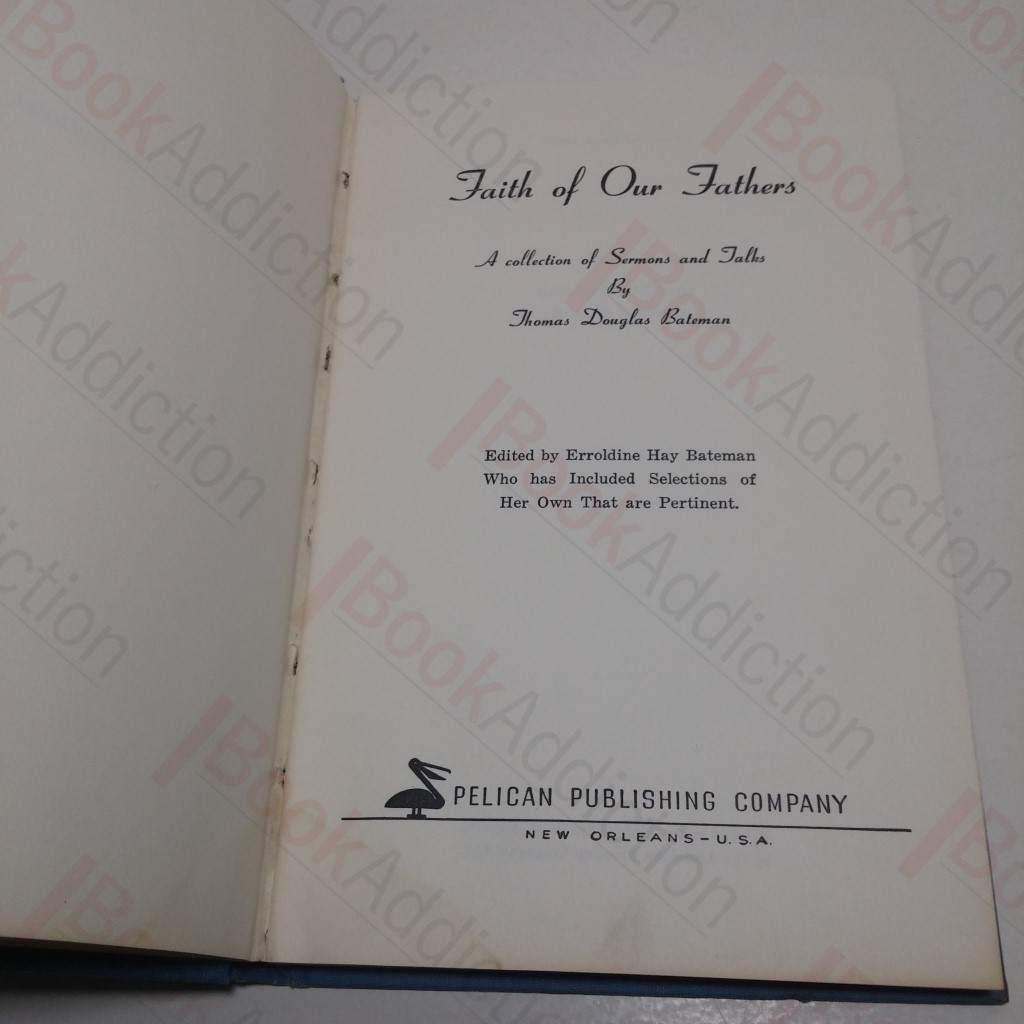 Faith of Our Fathers
A collection of Sermons and Talks
By
Thomas Douglas Bateman
Edited by Erroldine Hay Bateman
Who has Included Selections of
Her Own That are Pertinent.
PELICAN PUBLISHING COMPANY
NEW ORLEANS-U.S.A.
BookAddiction